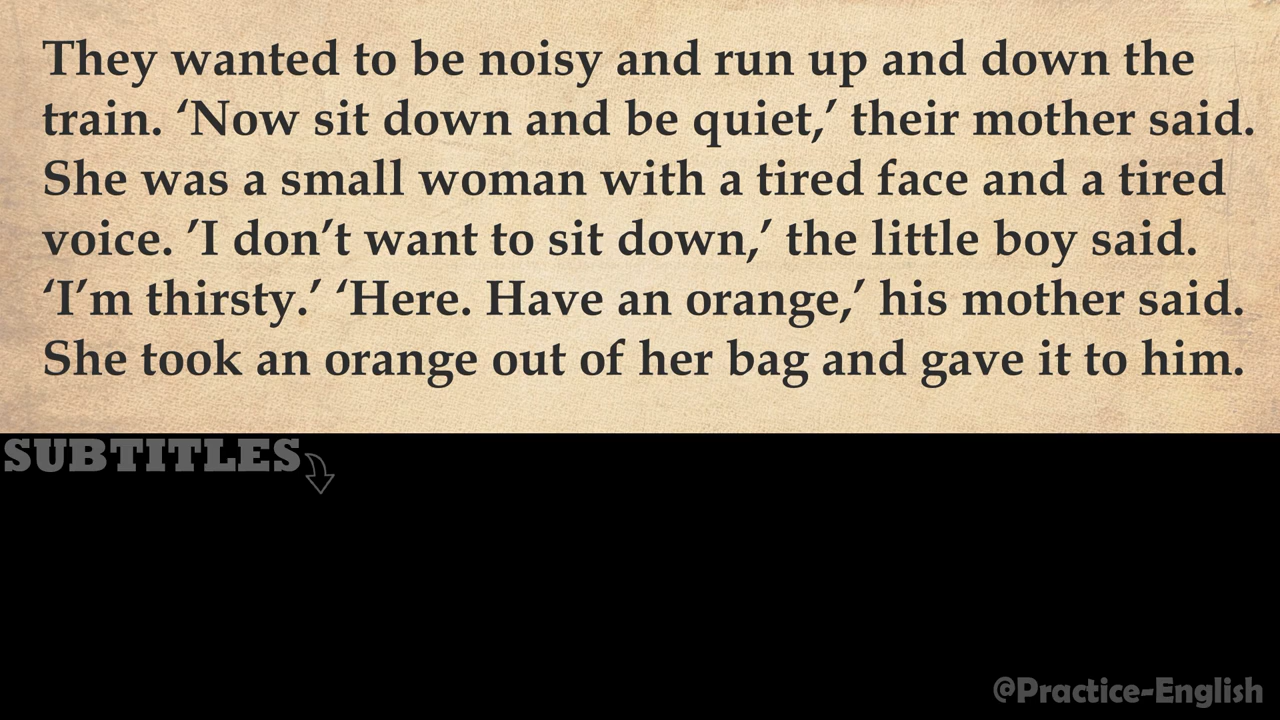 They wanted to be noisy and run up and down the
train. ‘Now sit down and be quiet,’ their mother said.
She was a small woman with a tired face and a tired
voice. ’I don’t want to sit down,’ the little boy said.
‘I’m thirsty.’ ‘Here. Have an orange,’ his mother said.
She took an orange out of her bag and gave it to him.
SUBTITLES
@Practice-English